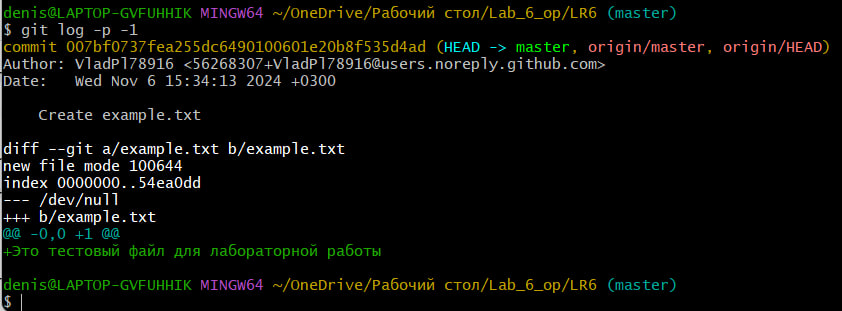 denis@LAPTOP-GVFUHHIK MINGW64 ~/OneDrive/Рабочий стол/Lab_6_op/LR6 (master)
$ git log -p -1
commit 007bf0737fea255dc6490100601e20b8f535d4ad (HEAD -> master, origin/master, origin/HEAD)
Author: VladPl78916 <56268307+VladPl78916@users.noreply.github.com>
Date:   Wed Nov 6 15:34:13 2024 +0300
    Create example.txt
diff --git a/example.txt b/example.txt
new file mode 100644
index 0000000..54ea0dd
--- /dev/null
+++ b/example.txt
@@ -0,0 +1 @@
+Это тестовый файл для лабораторной работы
denis@LAPTOP-GVFUHHIK MINGW64 ~/OneDrive/Рабочий стол/Lab_6_op/LR6 (master)
$